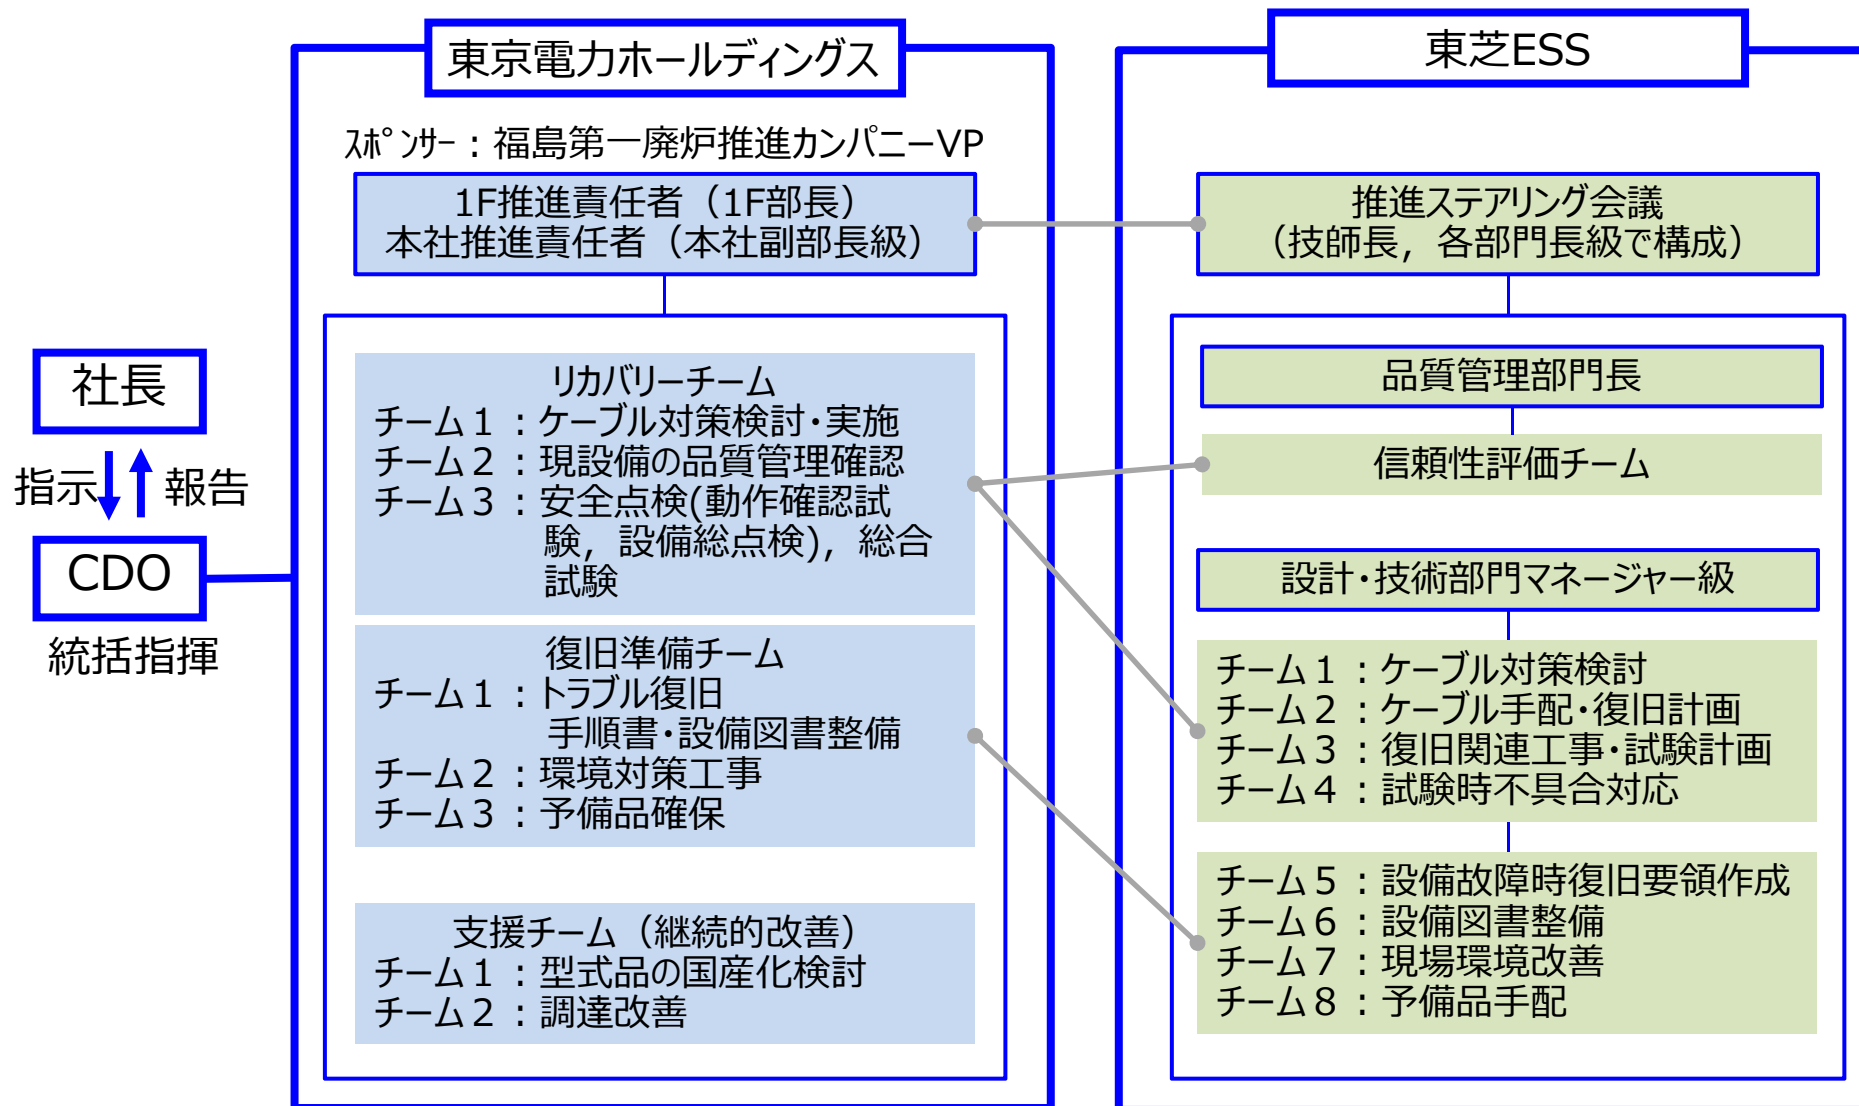 東京電力ホールディングス
スポンサー：福島第一廃炉推進カンパニーVP
1F推進責任者（1F部長）
本社推進責任者（本社副部長級）
リカバリーチーム
チーム１：ケーブル対策検討・実施
チーム２：現設備の品質管理確認
チーム３：安全点検(動作確認試
験，設備総点検)，総合
試験
復旧準備チーム
チーム１：トラブル復旧
手順書・設備図書整備
チーム２：環境対策工事
チーム３：予備品確保
支援チーム（継続的改善）
チーム１：型式品の国産化検討
チーム２：調達改善
社長
指示
報告
CDO
統括指揮
東芝ESS
推進ステアリング会議
（技師長，各部門長級で構成）
品質管理部門長
信頼性評価チーム
設計・技術部門マネージャー級
チーム１：ケーブル対策検討
チーム２：ケーブル手配・復旧計画
チーム３：復旧関連工事・試験計画
チーム４：試験時不具合対応
チーム５：設備故障時復旧要領作成
チーム６：設備図書整備
チーム７：現場環境改善
チーム８：予備品手配